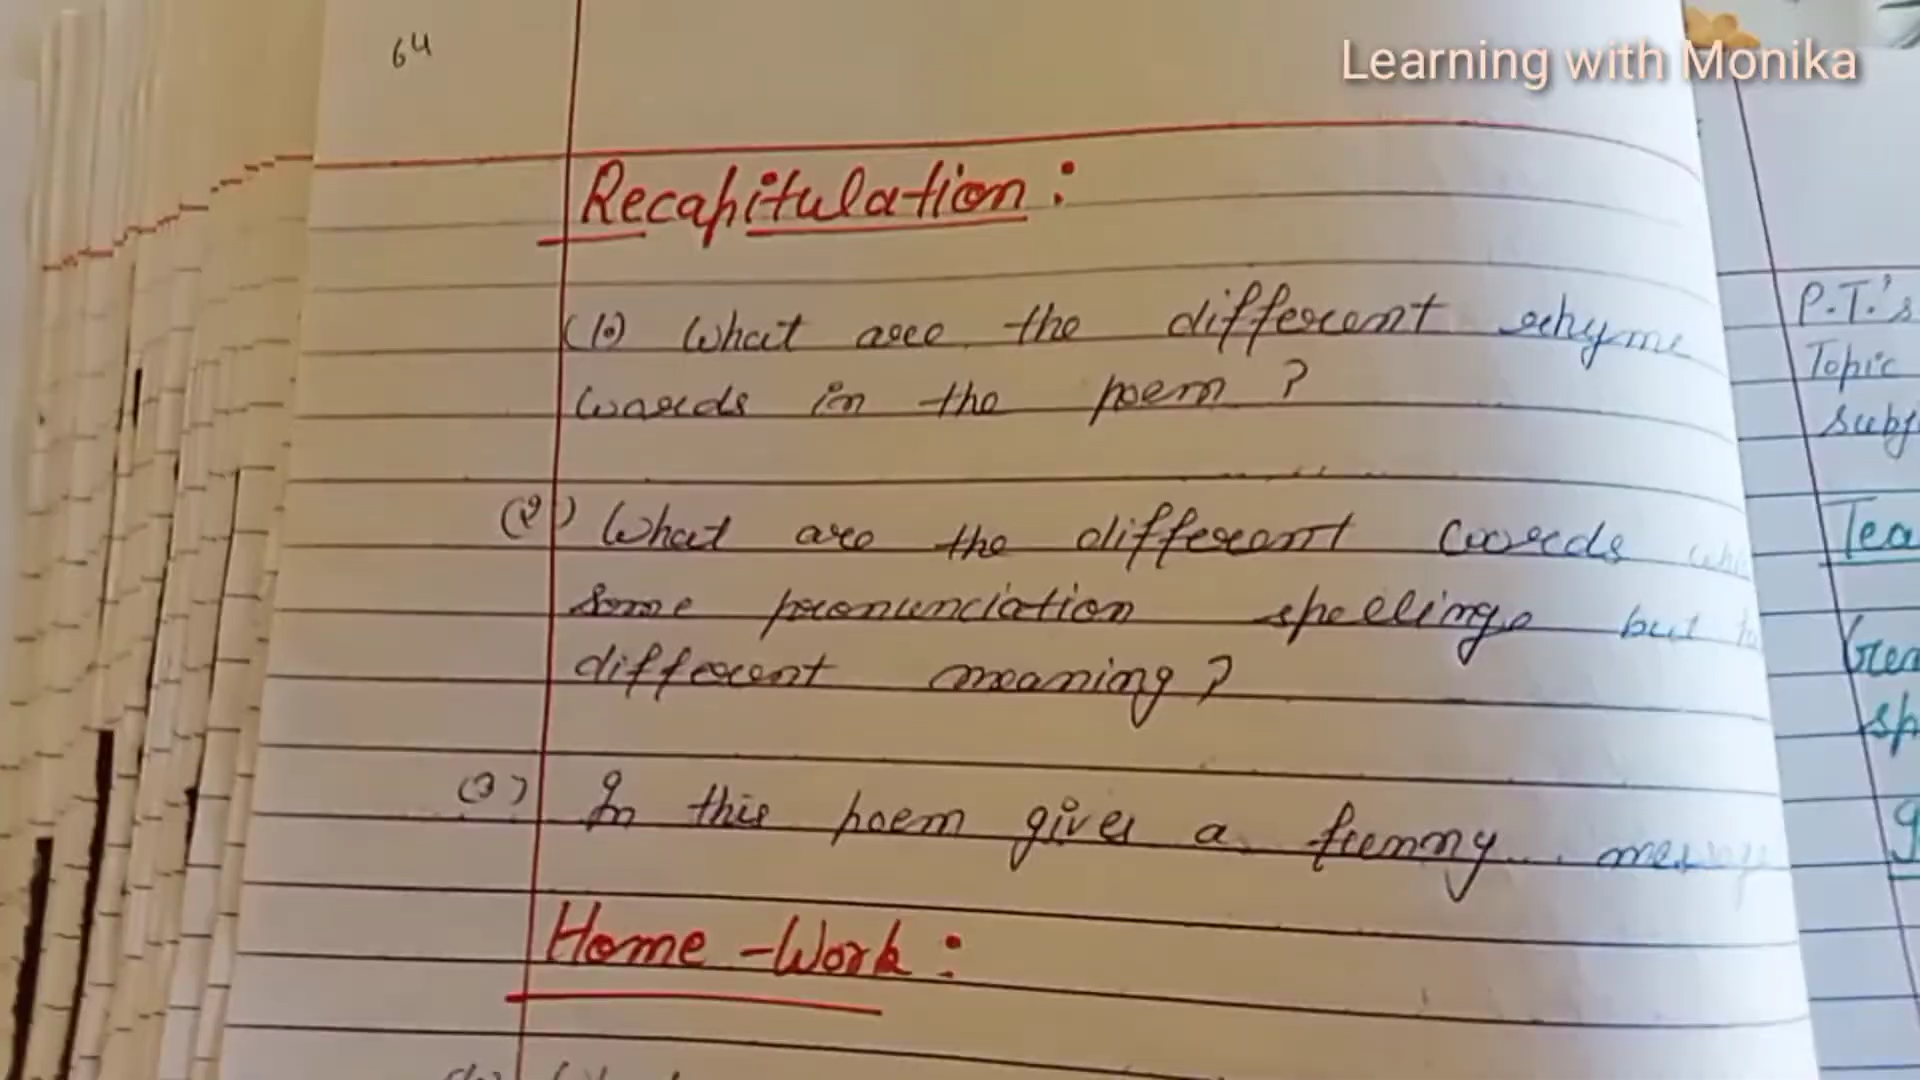 64
Learning with Monika
Recapitulation :
(1.) What are the different rhyme
words in the poem ?
(2.) What are the different words
some pronunciation spellings but
different meaning ?
(3) In this poem gives a funny
Home -Work :
P.T.'s
Topic